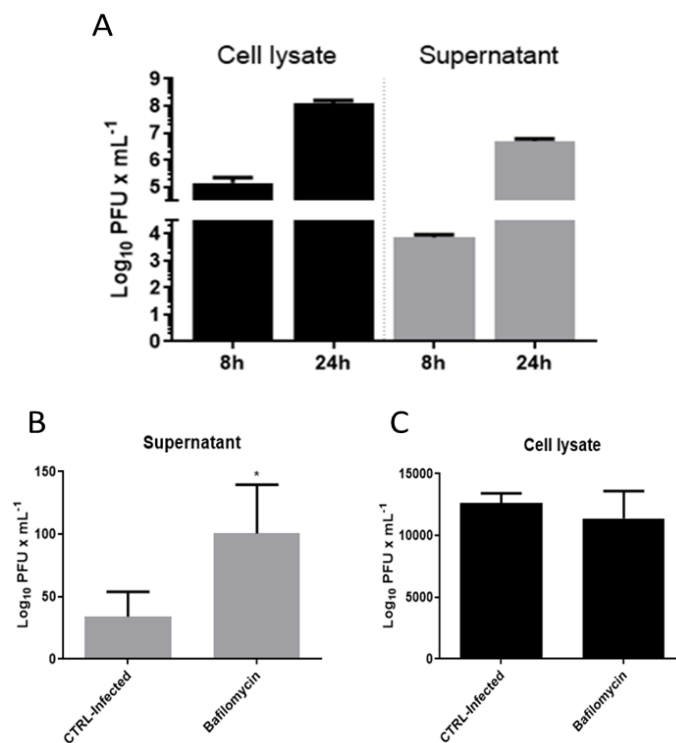 A
Cell lysate Supernatant
Log10 PFU x mL-1
9
8
7
6
5
4
3
2
1
0
8h 24h 8h 24h
B
Supernatant
Log10 PFU x mL-1
150
100
50
0
*
CTRL-Infected
Bafilomycin
C
Cell lysate
Log10 PFU x mL-1
15000
10000
5000
0
CTRL-Infected
Bafilomycin